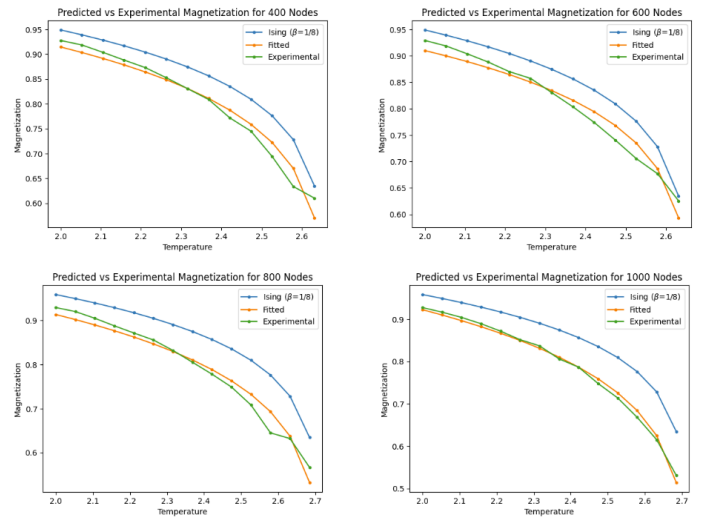 Predicted vs Experimental Magnetization for 400 Nodes
0.95
0.90
0.85
0.80
0.75
0.70
0.65
0.60
Magnetization
Ising (β=1/8)
Fitted
Experimental
2.0 2.1 2.2 2.3 2.4 2.5 2.6
Temperature
Predicted vs Experimental Magnetization for 600 Nodes
0.95
0.90
0.85
0.80
0.75
0.70
0.65
0.60
Magnetization
Ising (β=1/8)
Fitted
Experimental
2.0 2.1 2.2 2.3 2.4 2.5 2.6
Temperature
Predicted vs Experimental Magnetization for 800 Nodes
0.9
0.8
0.7
0.6
Magnetization
Ising (β=1/8)
Fitted
Experimental
2.0 2.1 2.2 2.3 2.4 2.5 2.6 2.7
Temperature
Predicted vs Experimental Magnetization for 1000 Nodes
0.9
0.8
0.7
0.6
0.5
Magnetization
Ising (β=1/8)
Fitted
Experimental
2.0 2.1 2.2 2.3 2.4 2.5 2.6 2.7
Temperature